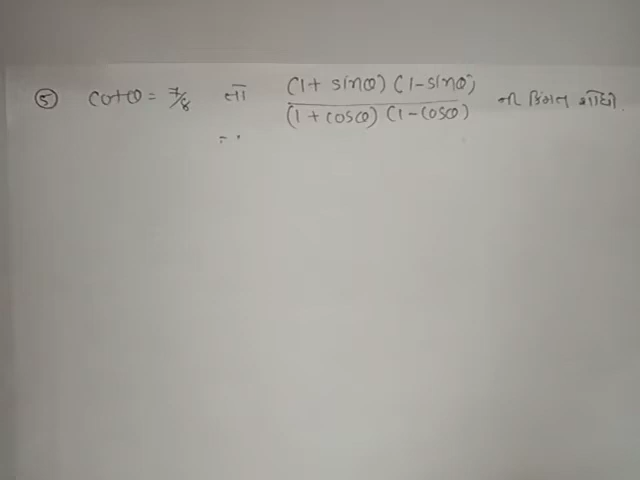 (5) cotθ = 7/8 તો (1 + sinθ) (1 - sinθ) / (1 + cosθ) (1 - cosθ) ની કિંમત શોધો.